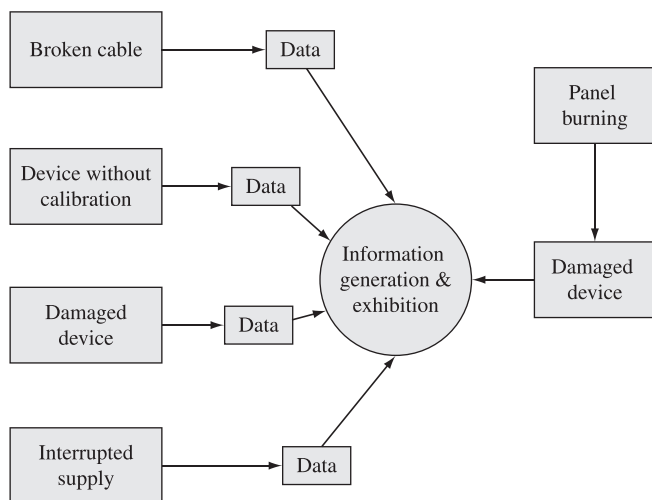 Broken cable
Data
Panel
burning
Device without
calibration
Data
Information
generation &
exhibition
Damaged
device
Damaged
device
Data
Interrupted
supply
Data